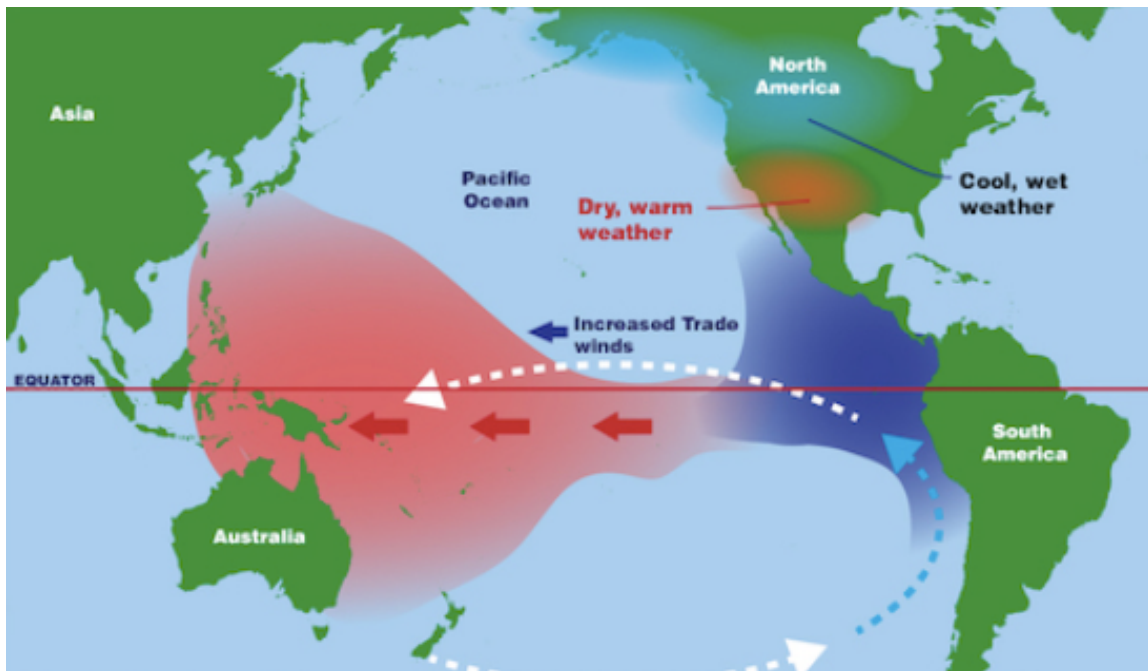 North
America
Asia
Pacific
Ocean
Dry, warm
weather
Cool, wet
weather
Increased Trade
winds
EQUATOR
South
America
Australia